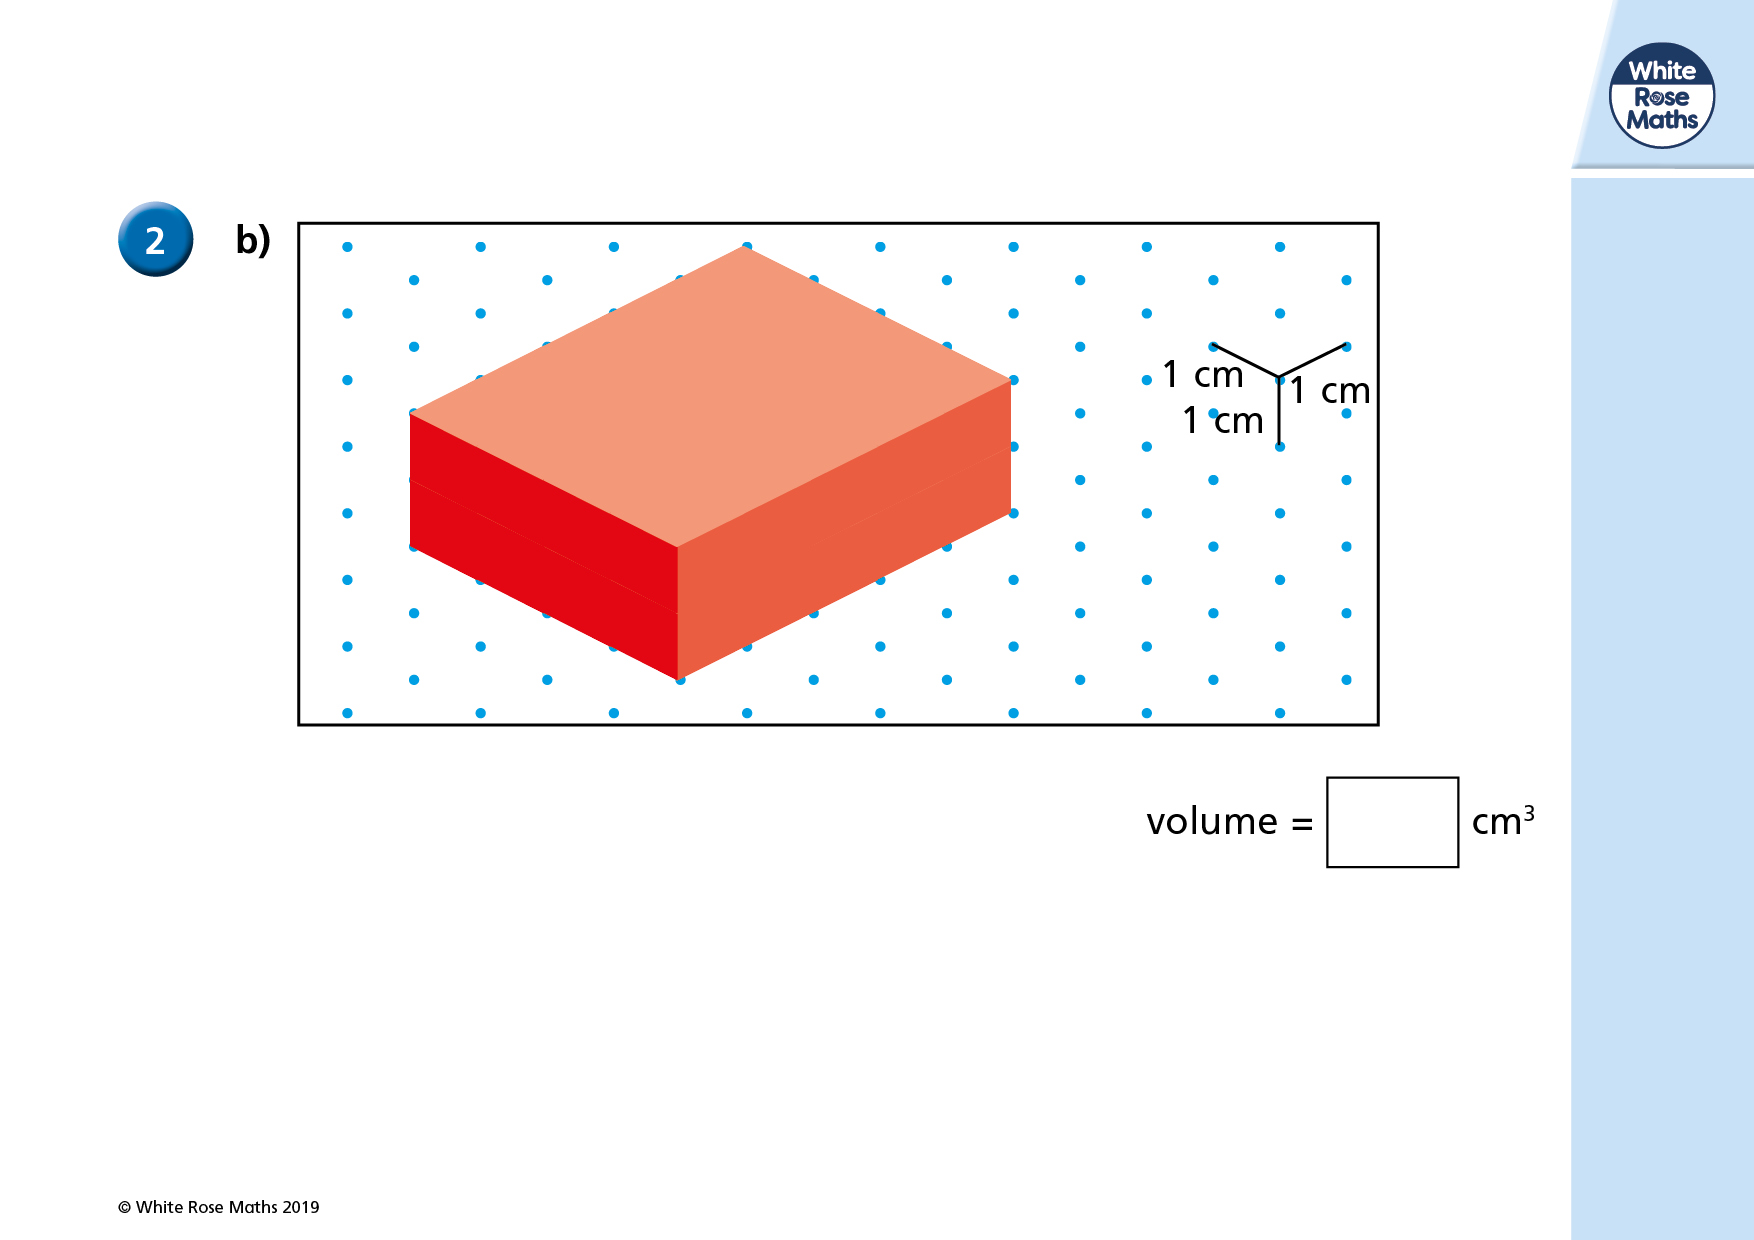 White
Rose
Maths
2 b)
1 cm
1 cm
1 cm
volume = cm³
© White Rose Maths 2019